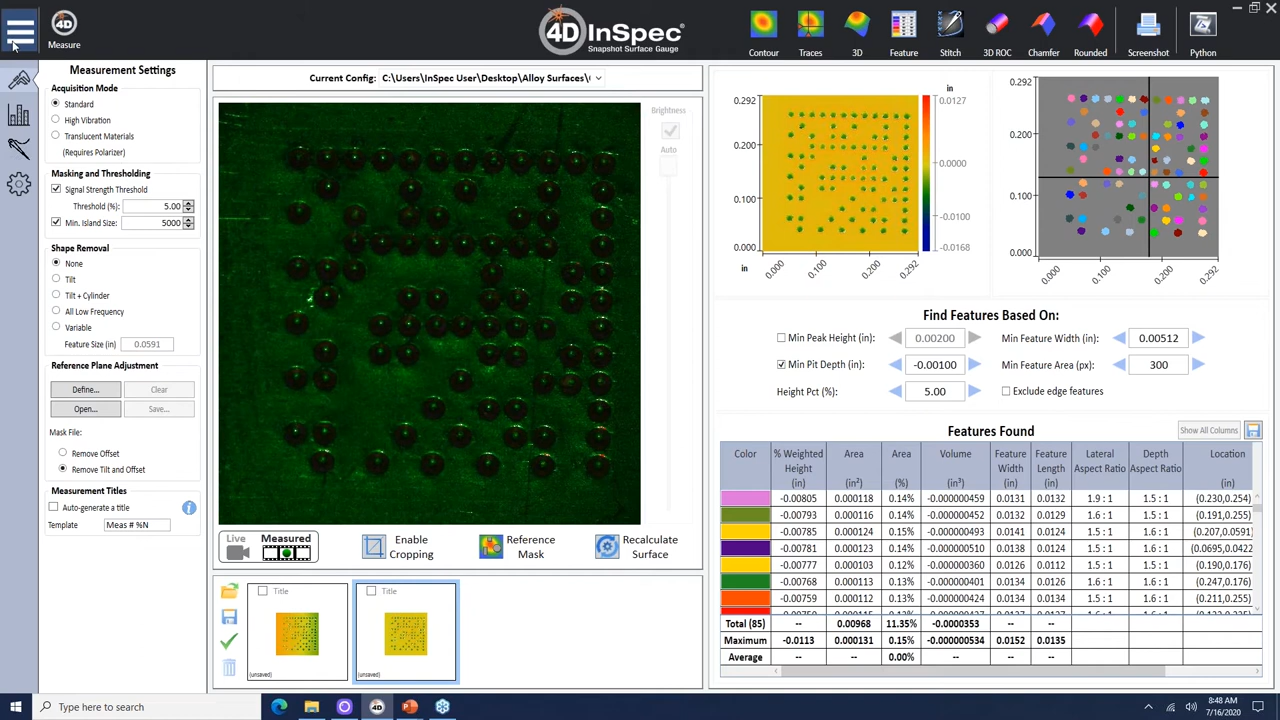 4D
Measure
4D InSpec®
Snapshot Surface Gauge
Contour
Traces
3D
Feature
Stitch
3D ROC
Chamfer
Rounded
Screenshot
Python
Measurement Settings
Acquisition Mode
Standard
High Vibration
Translucent Materials
(Requires Polarizer)
Masking and Thresholding
Signal Strength Threshold
Threshold (%): 5.00
Min. Island Size: 5000
Shape Removal
None
Tilt
Tilt + Cylinder
All Low Frequency
Variable
Feature Size (in) 0.0591
Reference Plane Adjustment
Define... Clear
Open... Save...
Mask File:
Remove Offset
Remove Tilt and Offset
Measurement Titles
Auto-generate a title
Template Meas # %N
Current Config: C:\Users\InSpec User\Desktop\Alloy Surfaces\
Brightness
Auto
Live
Measured
Enable
Cropping
Reference
Mask
Recalculate
Surface
Title
(unsaved)
Title
(unsaved)
0.292
0.200
0.100
0.000
in
0.000
0.100
0.200
0.292
in
0.0127
0.0000
-0.0100
-0.0168
0.292
0.200
0.100
0.000
0.000
0.100
0.200
0.292
Find Features Based On:
Min Peak Height (in): 0.00200 Min Feature Width (in): 0.00512
Min Pit Depth (in): -0.00100 Min Feature Area (px): 300
Height Pct (%): 5.00 Exclude edge features
Features Found
Show All Columns
Color % Weighted Area Area Volume Feature Feature Lateral Depth Location
Height Width Length Aspect Ratio Aspect Ratio
(in) (in²) (%) (in³) (in) (in) (in)
-0.00805 0.000118 0.14% -0.000000459 0.0131 0.0132 1.9 : 1 1.5 : 1 (0.230,0.254)
-0.00793 0.000116 0.14% -0.000000452 0.0132 0.0129 1.6 : 1 1.5 : 1 (0.191,0.255)
-0.00785 0.000124 0.15% -0.000000493 0.0141 0.0124 1.5 : 1 1.6 : 1 (0.207,0.0591)
-0.00781 0.000123 0.14% -0.000000510 0.0138 0.0124 1.6 : 1 1.5 : 1 (0.0695,0.0422
-0.00777 0.000103 0.12% -0.000000360 0.0126 0.0112 1.5 : 1 1.6 : 1 (0.190,0.176)
-0.00768 0.000113 0.13% -0.000000401 0.0134 0.0126 1.6 : 1 1.6 : 1 (0.247,0.176)
-0.00759 0.000112 0.13% -0.000000424 0.0134 0.0122 1.5 : 1 1.6 : 1 (0.211,0.255)
Total (85) -- 0.00968 11.35% -0.0000353 -- --
Maximum -0.0113 0.000131 0.15% -0.000000534 0.0152 0.0135
Average -- -- 0.00% -- -- --
Type here to search
4D
8:48 AM
7/16/2020